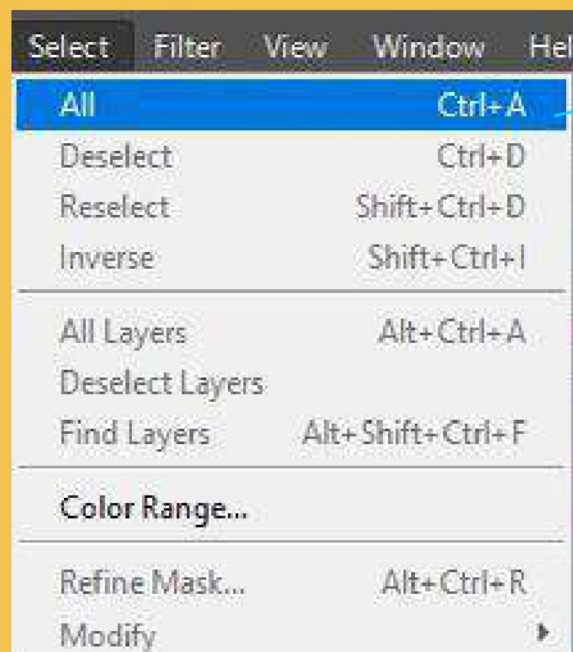 Select Filter View Window Hel
All Ctrl+A
Deselect Ctrl+D
Reselect Shift+Ctrl+D
Inverse Shift+Ctrl+I
All Layers Alt+Ctrl+A
Deselect Layers
Find Layers Alt+Shift+Ctrl+F
Color Range...
Refine Mask... Alt+Ctrl+R
Modify